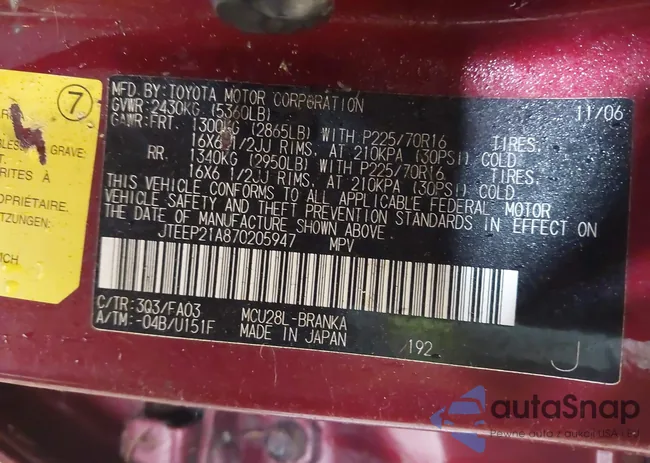 7
GRAVE:
MFD. BY: TOYOTA MOTOR CORPORATION 11/06
GVWR: 2430KG (5360LB)
GAWR: FRT. 1300KG (2865LB) WITH P225/70R16 TIRES,
16X6 1/2JJ RIMS, AT 210KPA (30PSI) COLD
RR. 1340KG (2950LB) WITH P225/70R16 TIRES,
16X6 1/2JJ RIMS, AT 210KPA (30PSI) COLD
THIS VEHICLE CONFORMS TO ALL APPLICABLE FEDERAL MOTOR
VEHICLE SAFETY AND THEFT PREVENTION STANDARDS IN EFFECT ON
THE DATE OF MANUFACTURE SHOWN ABOVE.
JTEEP21A870205947 MPV
C/TR: 3Q3/FA03 MCU28L-BRANKA
A/TM: -04B/U151F MADE IN JAPAN
/192 J
autaSnap